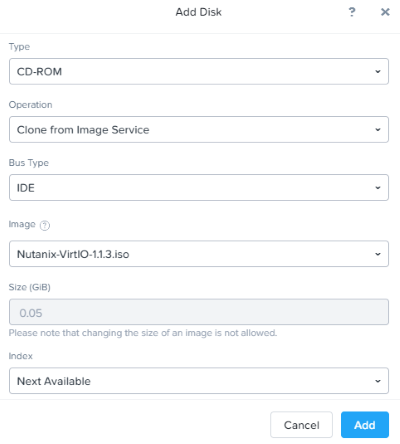 Add Disk ? ×
Type
CD-ROM
Operation
Clone from Image Service
Bus Type
IDE
Image ?
Nutanix-VirtIO-1.1.3.iso
Size (GiB)
0.05
Please note that changing the size of an image is not allowed.
Index
Next Available
Cancel Add